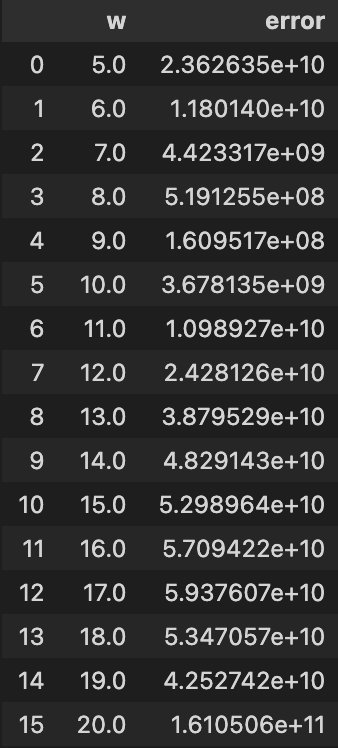 w error
0 5.0 2.362635e+10
1 6.0 1.180140e+10
2 7.0 4.423317e+09
3 8.0 5.191255e+08
4 9.0 1.609517e+08
5 10.0 3.678135e+09
6 11.0 1.098927e+10
7 12.0 2.428126e+10
8 13.0 3.879529e+10
9 14.0 4.829143e+10
10 15.0 5.298964e+10
11 16.0 5.709422e+10
12 17.0 5.937607e+10
13 18.0 5.347057e+10
14 19.0 4.252742e+10
15 20.0 1.610506e+11